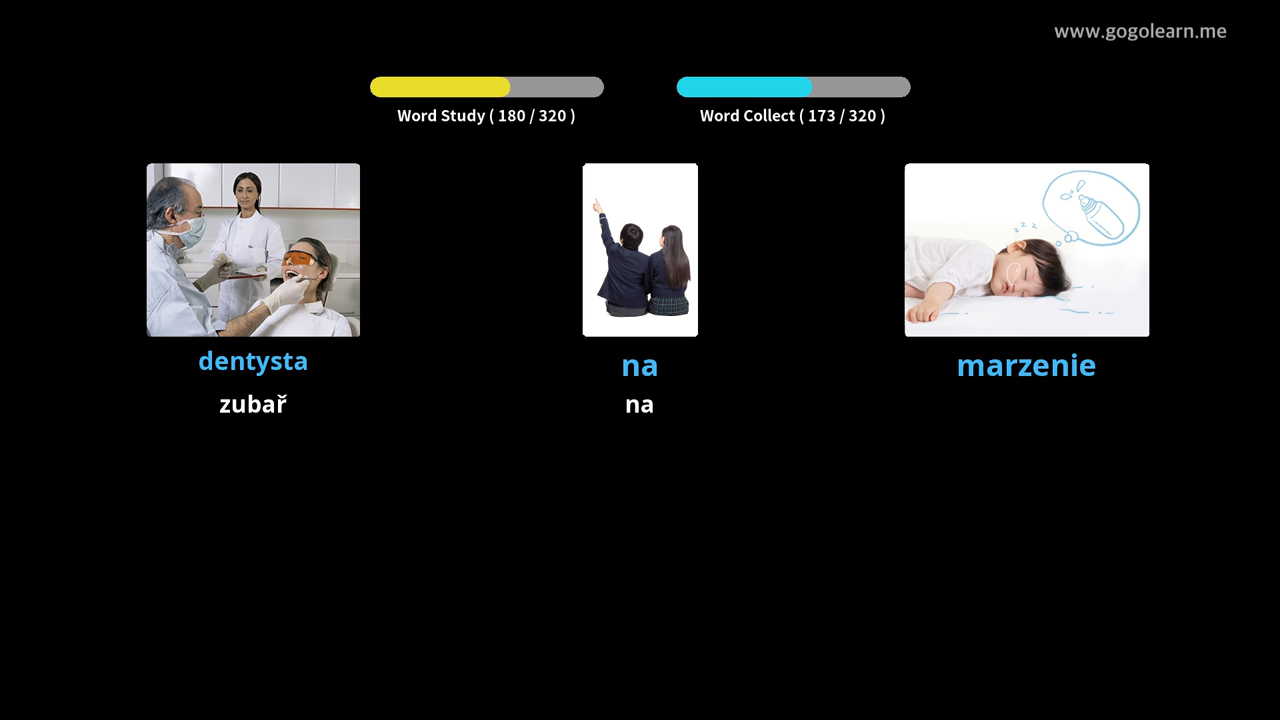 www.gogolearn.me
Word Study ( 180 / 320 )
Word Collect ( 173 / 320 )
dentysta
na
marzenie
zubař
na
z z z